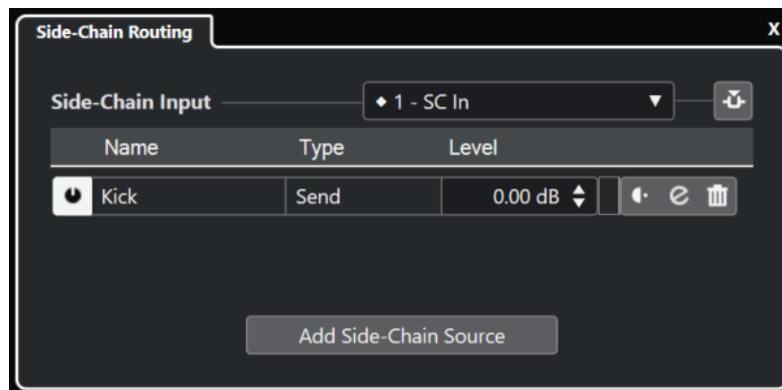 Side-Chain Routing X
Side-Chain Input 1 - SC In
Name Type Level
Kick Send 0.00 dB
Add Side-Chain Source